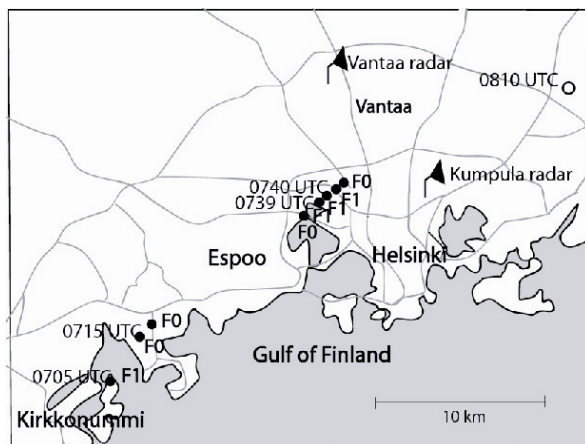 Vantaa radar
0810 UTC
Vantaa
Kumpula radar
0740 UTC
F0
0739 UTC
F1
F1
F1
F0
Espoo
Helsinki
F0
0715 UTC
F0
Gulf of Finland
0705 UTC
F1
Kirkkonummi
10 km